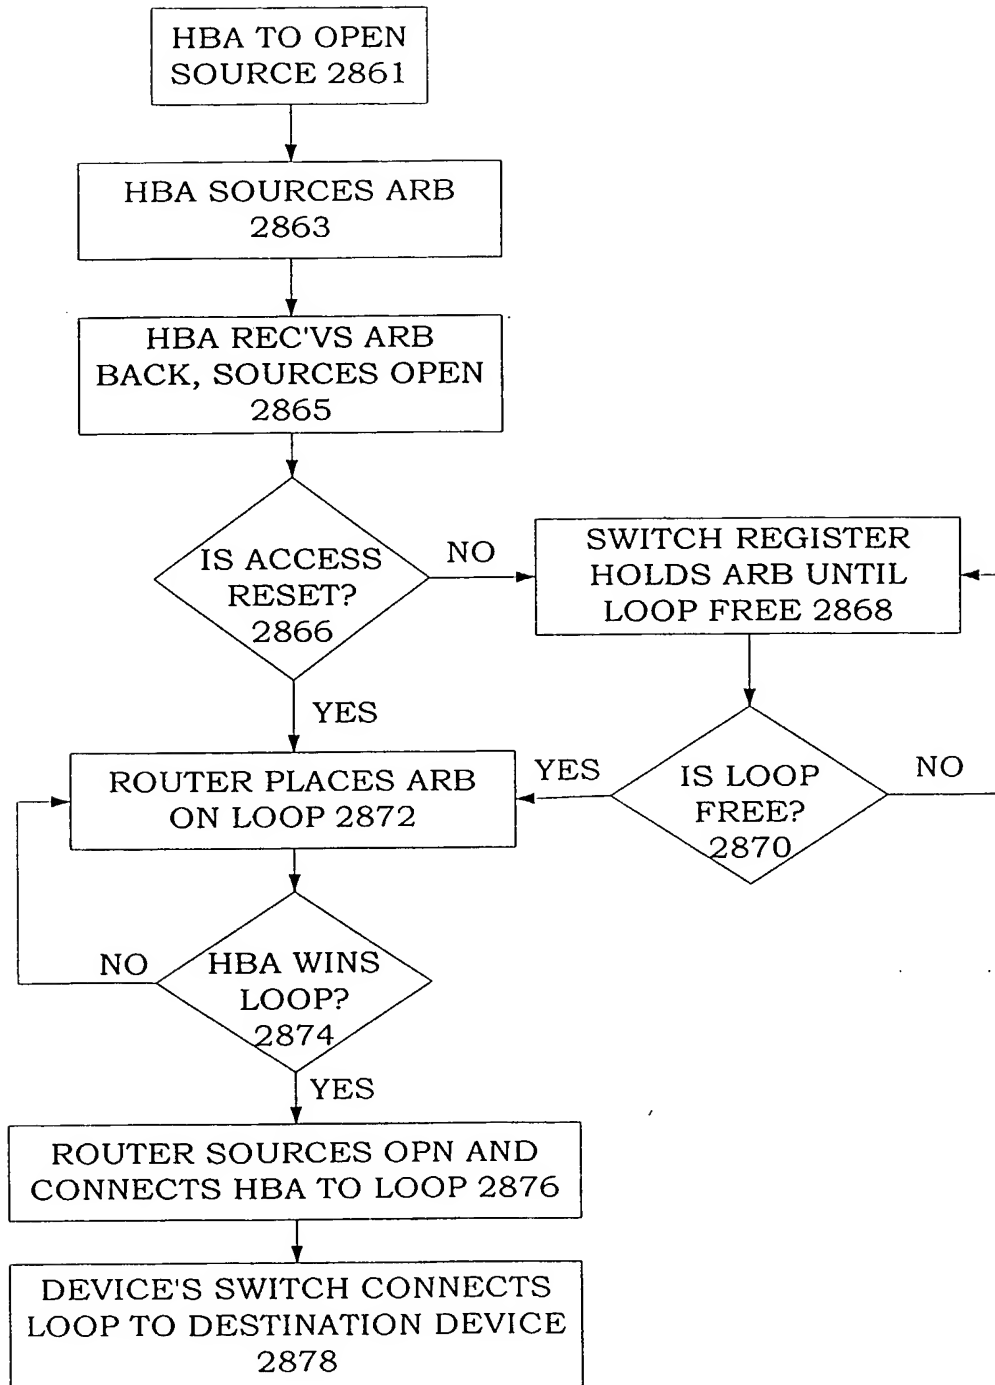 HBA TO OPEN
SOURCE 2861
HBA SOURCES ARB
2863
HBA REC'VS ARB
BACK, SOURCES OPEN
2865
IS ACCESS
RESET?
2866
NO
SWITCH REGISTER
HOLDS ARB UNTIL
LOOP FREE 2868
YES
ROUTER PLACES ARB
ON LOOP 2872
YES
IS LOOP
FREE?
2870
NO
NO
HBA WINS
LOOP?
2874
YES
ROUTER SOURCES OPN AND
CONNECTS HBA TO LOOP 2876
DEVICE'S SWITCH CONNECTS
LOOP TO DESTINATION DEVICE
2878